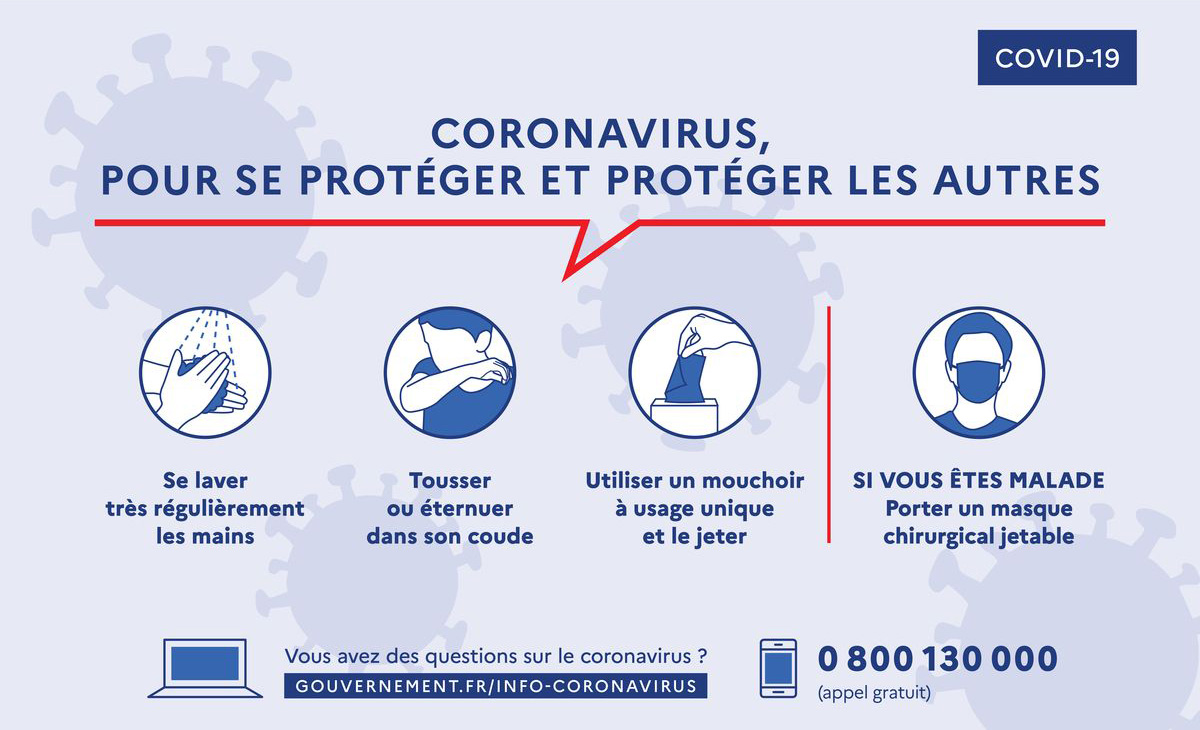 COVID-19
CORONAVIRUS,
POUR SE PROTÉGER ET PROTÉGER LES AUTRES
Se laver
très régulièrement
les mains
Tousser
ou éternuer
dans son coude
Utiliser un mouchoir
à usage unique
et le jeter
SI VOUS ÊTES MALADE
Porter un masque
chirurgical jetable
Vous avez des questions sur le coronavirus ?
GOUVERNEMENT.FR/INFO-CORONAVIRUS
0 800 130 000
(appel gratuit)